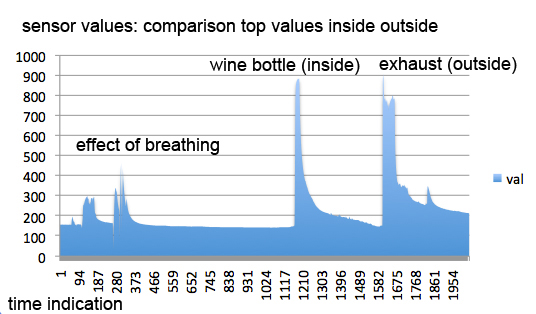 sensor values: comparison top values inside outside
1000
900
800
700
600
500
400
300
200
100
0
wine bottle (inside)
exhaust (outside)
effect of breathing
val
1 94 187 280 373 466 559 652 745 838 931 1024 1117 1210 1303 1396 1489 1582 1675 1768 1861 1954
time indication